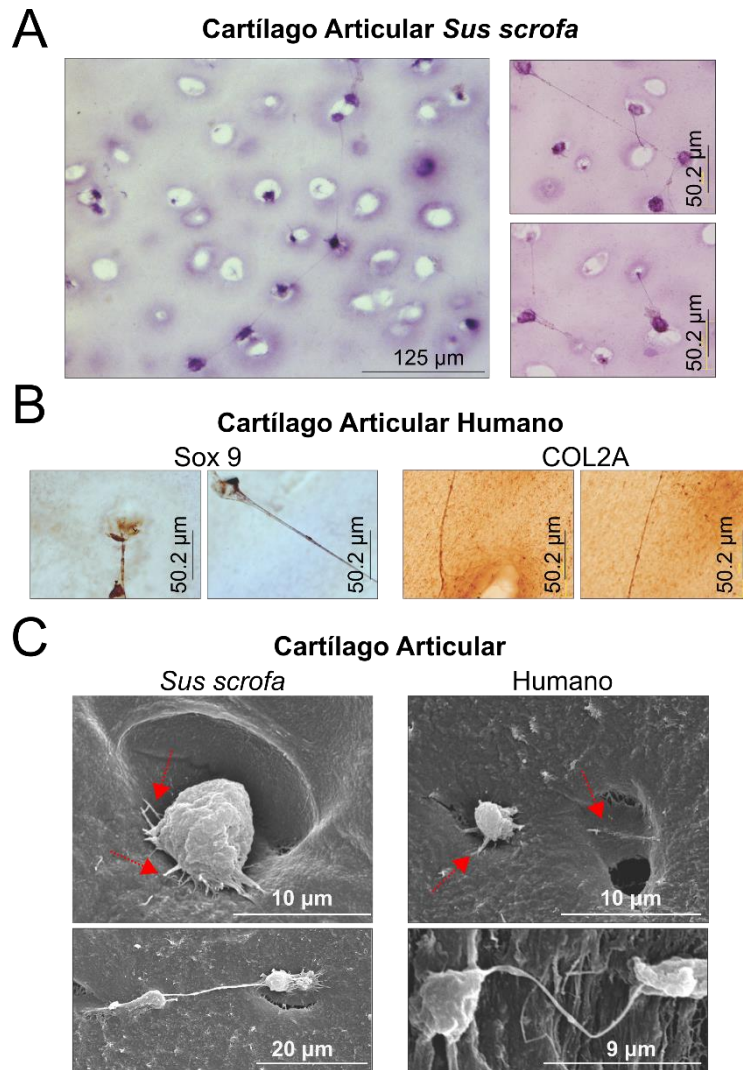 A
Cartílago Articular Sus scrofa
125 µm
50.2 µm
50.2 µm
B
Cartílago Articular Humano
Sox 9
COL2A
50.2 µm
50.2 µm
50.2 µm
50.2 µm
C
Cartílago Articular
Sus scrofa
Humano
10 µm
10 µm
20 µm
9 µm